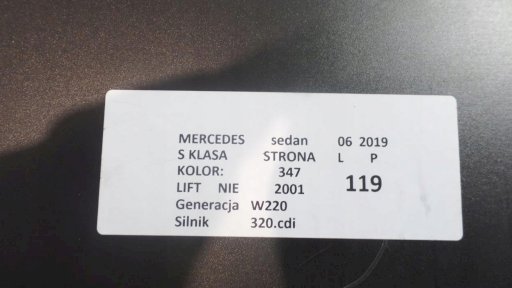 MERCEDES sedan 06 2019
S KLASA STRONA L P
KOLOR: 347
LIFT NIE 2001 119
Generacja W220
Silnik 320.cdi